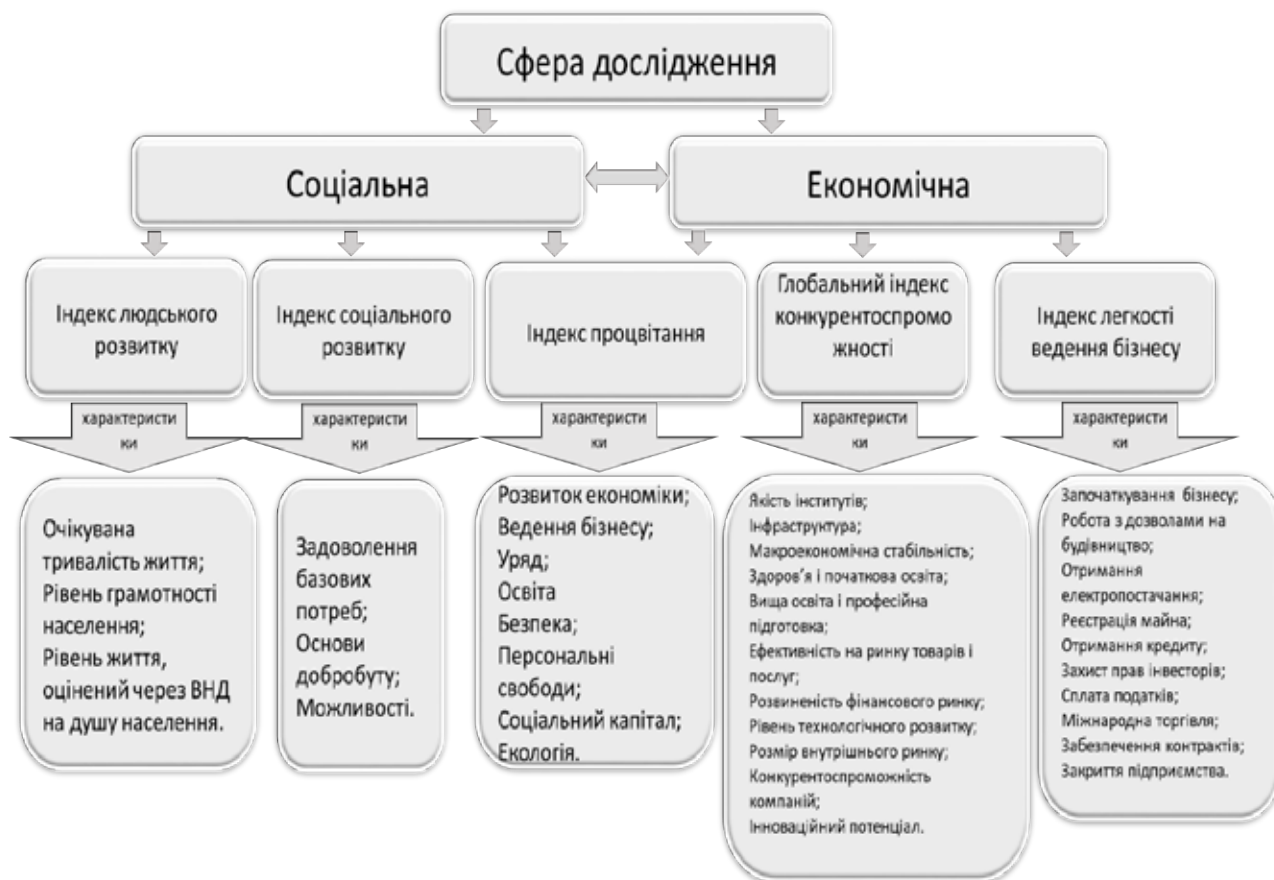 Сфера дослідження
Соціальна
Економічна
Індекс людського
розвитку
Індекс соціального
розвитку
Індекс процвітання
Глобальний індекс
конкурентоспромо
жності
Індекс легкості
ведення бізнесу
характеристи
ки
характеристи
ки
характеристи
ки
характеристи
ки
характеристи
ки
Очікувана
тривалість життя;
Рівень грамотності
населення;
Рівень життя,
оцінений через ВНД
на душу населення.
Задоволення
базових
потреб;
Основи
добробуту;
Можливості.
Розвиток економіки;
Ведення бізнесу;
Уряд;
Освіта
Безпека;
Персональні
свободи;
Соціальний капітал;
Екологія.
Якість інститутів;
Інфраструктура;
Макроекономічна стабільність;
Здоров'я і початкова освіта;
Вища освіта і професійна
підготовка;
Ефективність на ринку товарів і
послуг;
Розвиненість фінансового ринку;
Рівень технологічного розвитку;
Розмір внутрішнього ринку;
Конкурентоспроможність
компаній;
Інноваційний потенціал.
Започаткування бізнесу;
Робота з дозволами на
будівництво;
Отримання
електропостачання;
Реєстрація майна;
Отримання кредиту;
Захист прав інвесторів;
Сплата податків;
Міжнародна торгівля;
Забезпечення контрактів;
Закриття підприємства.